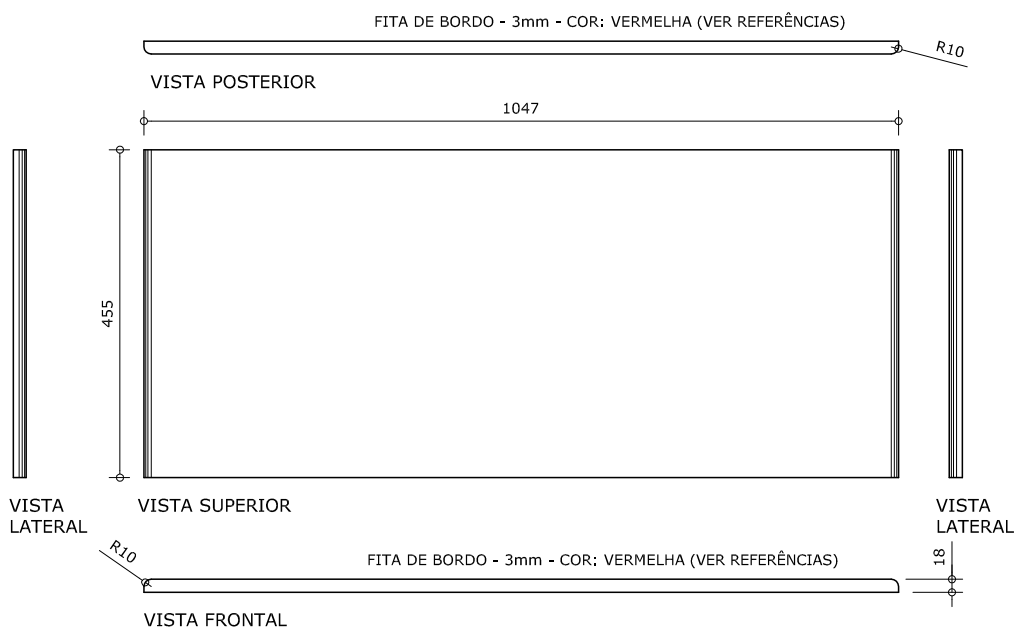 FITA DE BORDO - 3mm - COR: VERMELHA (VER REFERÊNCIAS)
R10
VISTA POSTERIOR
1047
455
VISTA
LATERAL
VISTA SUPERIOR
VISTA
LATERAL
R10
FITA DE BORDO - 3mm - COR: VERMELHA (VER REFERÊNCIAS)
18
VISTA FRONTAL